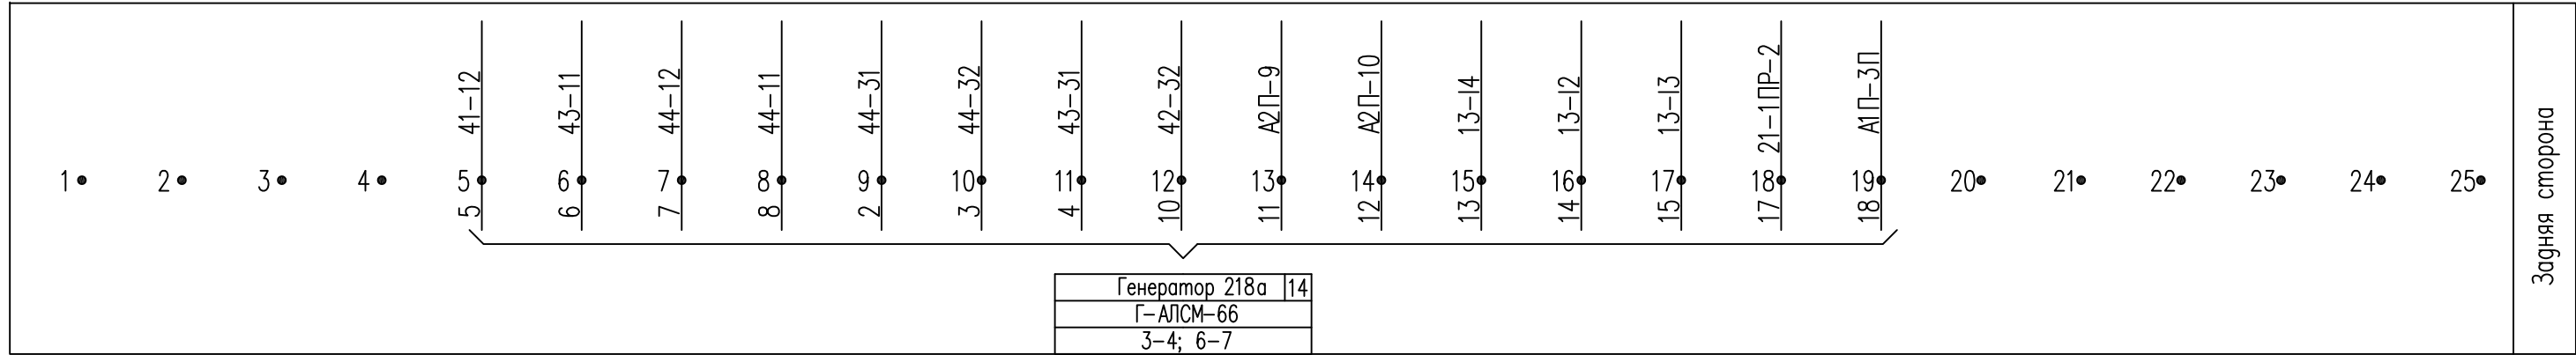 41-12 43-11 44-12 44-11 44-31 44-32 43-31 42-32 А2П-9 А2П-10 13-14 13-12 13-13 21-1ПР-2 А1П-3П
1 2 3 4 5 6 7 8 9 10 11 12 13 14 15 16 17 18 19 20 21 22 23 24 25
5 6 7 8 2 3 4 10 11 12 13 14 15 17 18
Генератор 218а 14
Г-АЛСМ-66
3-4; 6-7
Задняя сторона